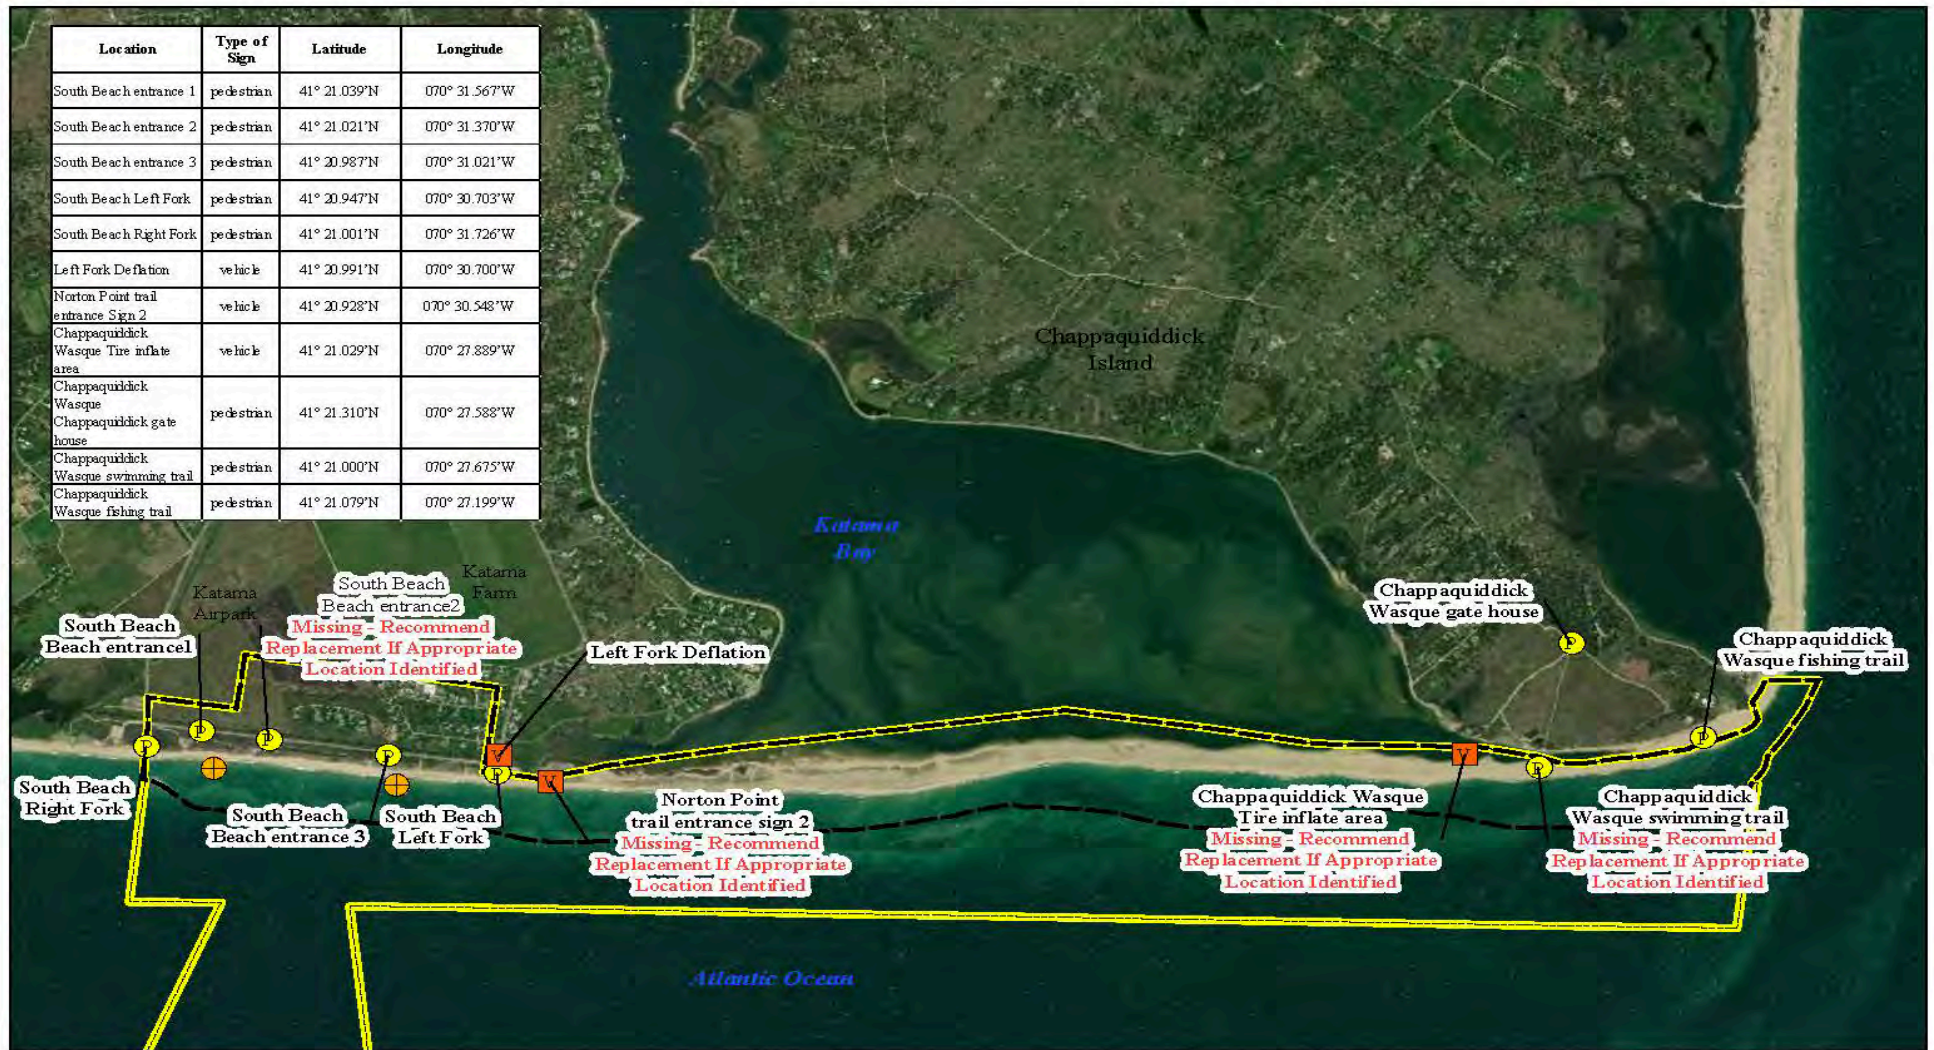 Location Type of Sign Latitude Longitude
South Beach entrance 1 pedestrian 41° 21.039'N 070° 31.567'W
South Beach entrance 2 pedestrian 41° 21.021'N 070° 31.370'W
South Beach entrance 3 pedestrian 41° 20.987'N 070° 31.021'W
South Beach Left Fork pedestrian 41° 20.947'N 070° 30.703'W
South Beach Right Fork pedestrian 41° 21.001'N 070° 31.726'W
Left Fork Deflation vehicle 41° 20.991'N 070° 30.700'W
Norton Point trail
entrance Sign 2 vehicle 41° 20.928'N 070° 30.548'W
Chappaquiddick
Wasque Tire inflate
area vehicle 41° 21.029'N 070° 27.889'W
Chappaquiddick
Wasque
Chappaquiddick gate
house pedestrian 41° 21.310'N 070° 27.588'W
Chappaquiddick
Wasque swimming trail pedestrian 41° 21.000'N 070° 27.675'W
Chappaquiddick
Wasque fishing trail pedestrian 41° 21.079'N 070° 27.199'W
Chappaquiddick
Island
Katama
Bay
Katama
Farm
Katama
Airpark
South Beach
Beach entrance1
South Beach
Beach entrance2
Missing - Recommend
Replacement If Appropriate
Location Identified
Left Fork Deflation
Chappaquiddick
Wasque gate house
Chappaquiddick
Wasque fishing trail
P
P
P
P
P
V
V
V
P
P
P
South Beach
Right Fork
South Beach
Beach entrance 3
South Beach
Left Fork
Norton Point
trail entrance sign 2
Missing - Recommend
Replacement If Appropriate
Location Identified
Chappaquiddick Wasque
Tire inflate area
Missing - Recommend
Replacement If Appropriate
Location Identified
Chappaquiddick
Wasque swimming trail
Missing - Recommend
Replacement If Appropriate
Location Identified
Atlantic Ocean